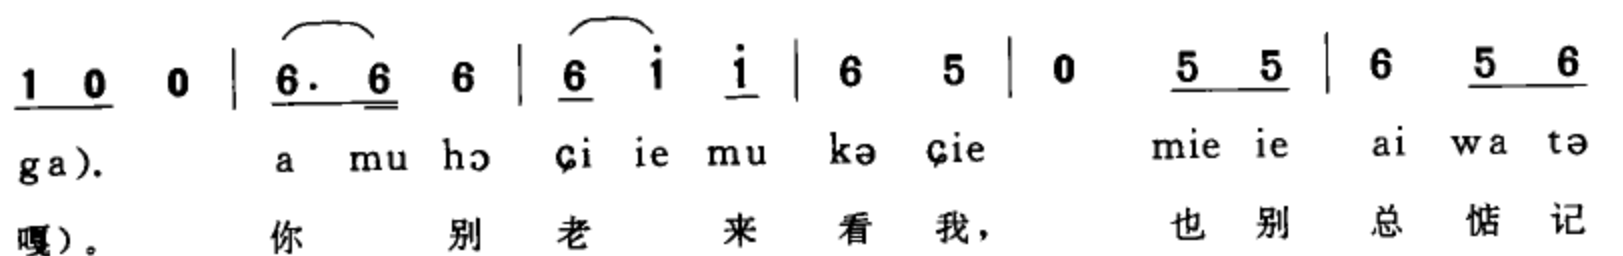 1 0 0 | 6. 6 6 | 6 i i | 6 5 | 0 5 5 | 6 5 6
ga). a mu hɔ ɕi ie mu kə ɕie mie ie ai wa tə
嘎）。 你 别 老 来 看 我， 也 别 总 惦 记